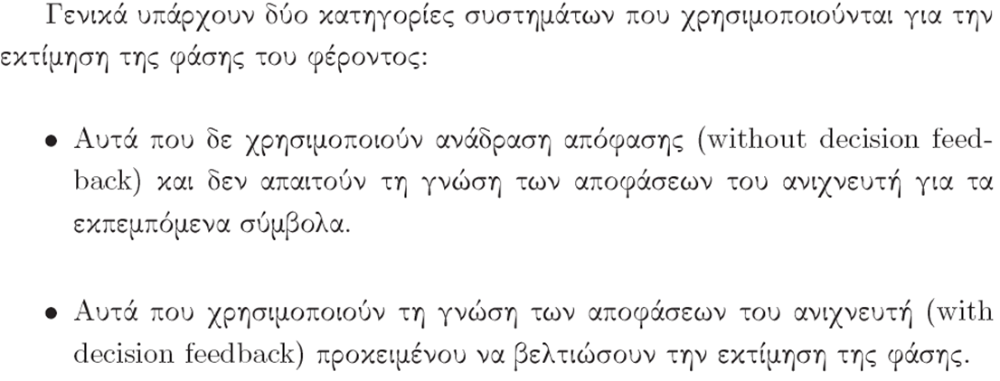 Γενικά υπάρχουν δύο κατηγορίες συστημάτων που χρησιμοποιούνται για την
εκτίμηση της φάσης του φέροντος:
• Αυτά που δε χρησιμοποιούν ανάδραση απόφασης (without decision feed-
back) και δεν απαιτούν τη γνώση των αποφάσεων του ανιχνευτή για τα
εκπεμπόμενα σύμβολα.
• Αυτά που χρησιμοποιούν τη γνώση των αποφάσεων του ανιχνευτή (with
decision feedback) προκειμένου να βελτιώσουν την εκτίμηση της φάσης.